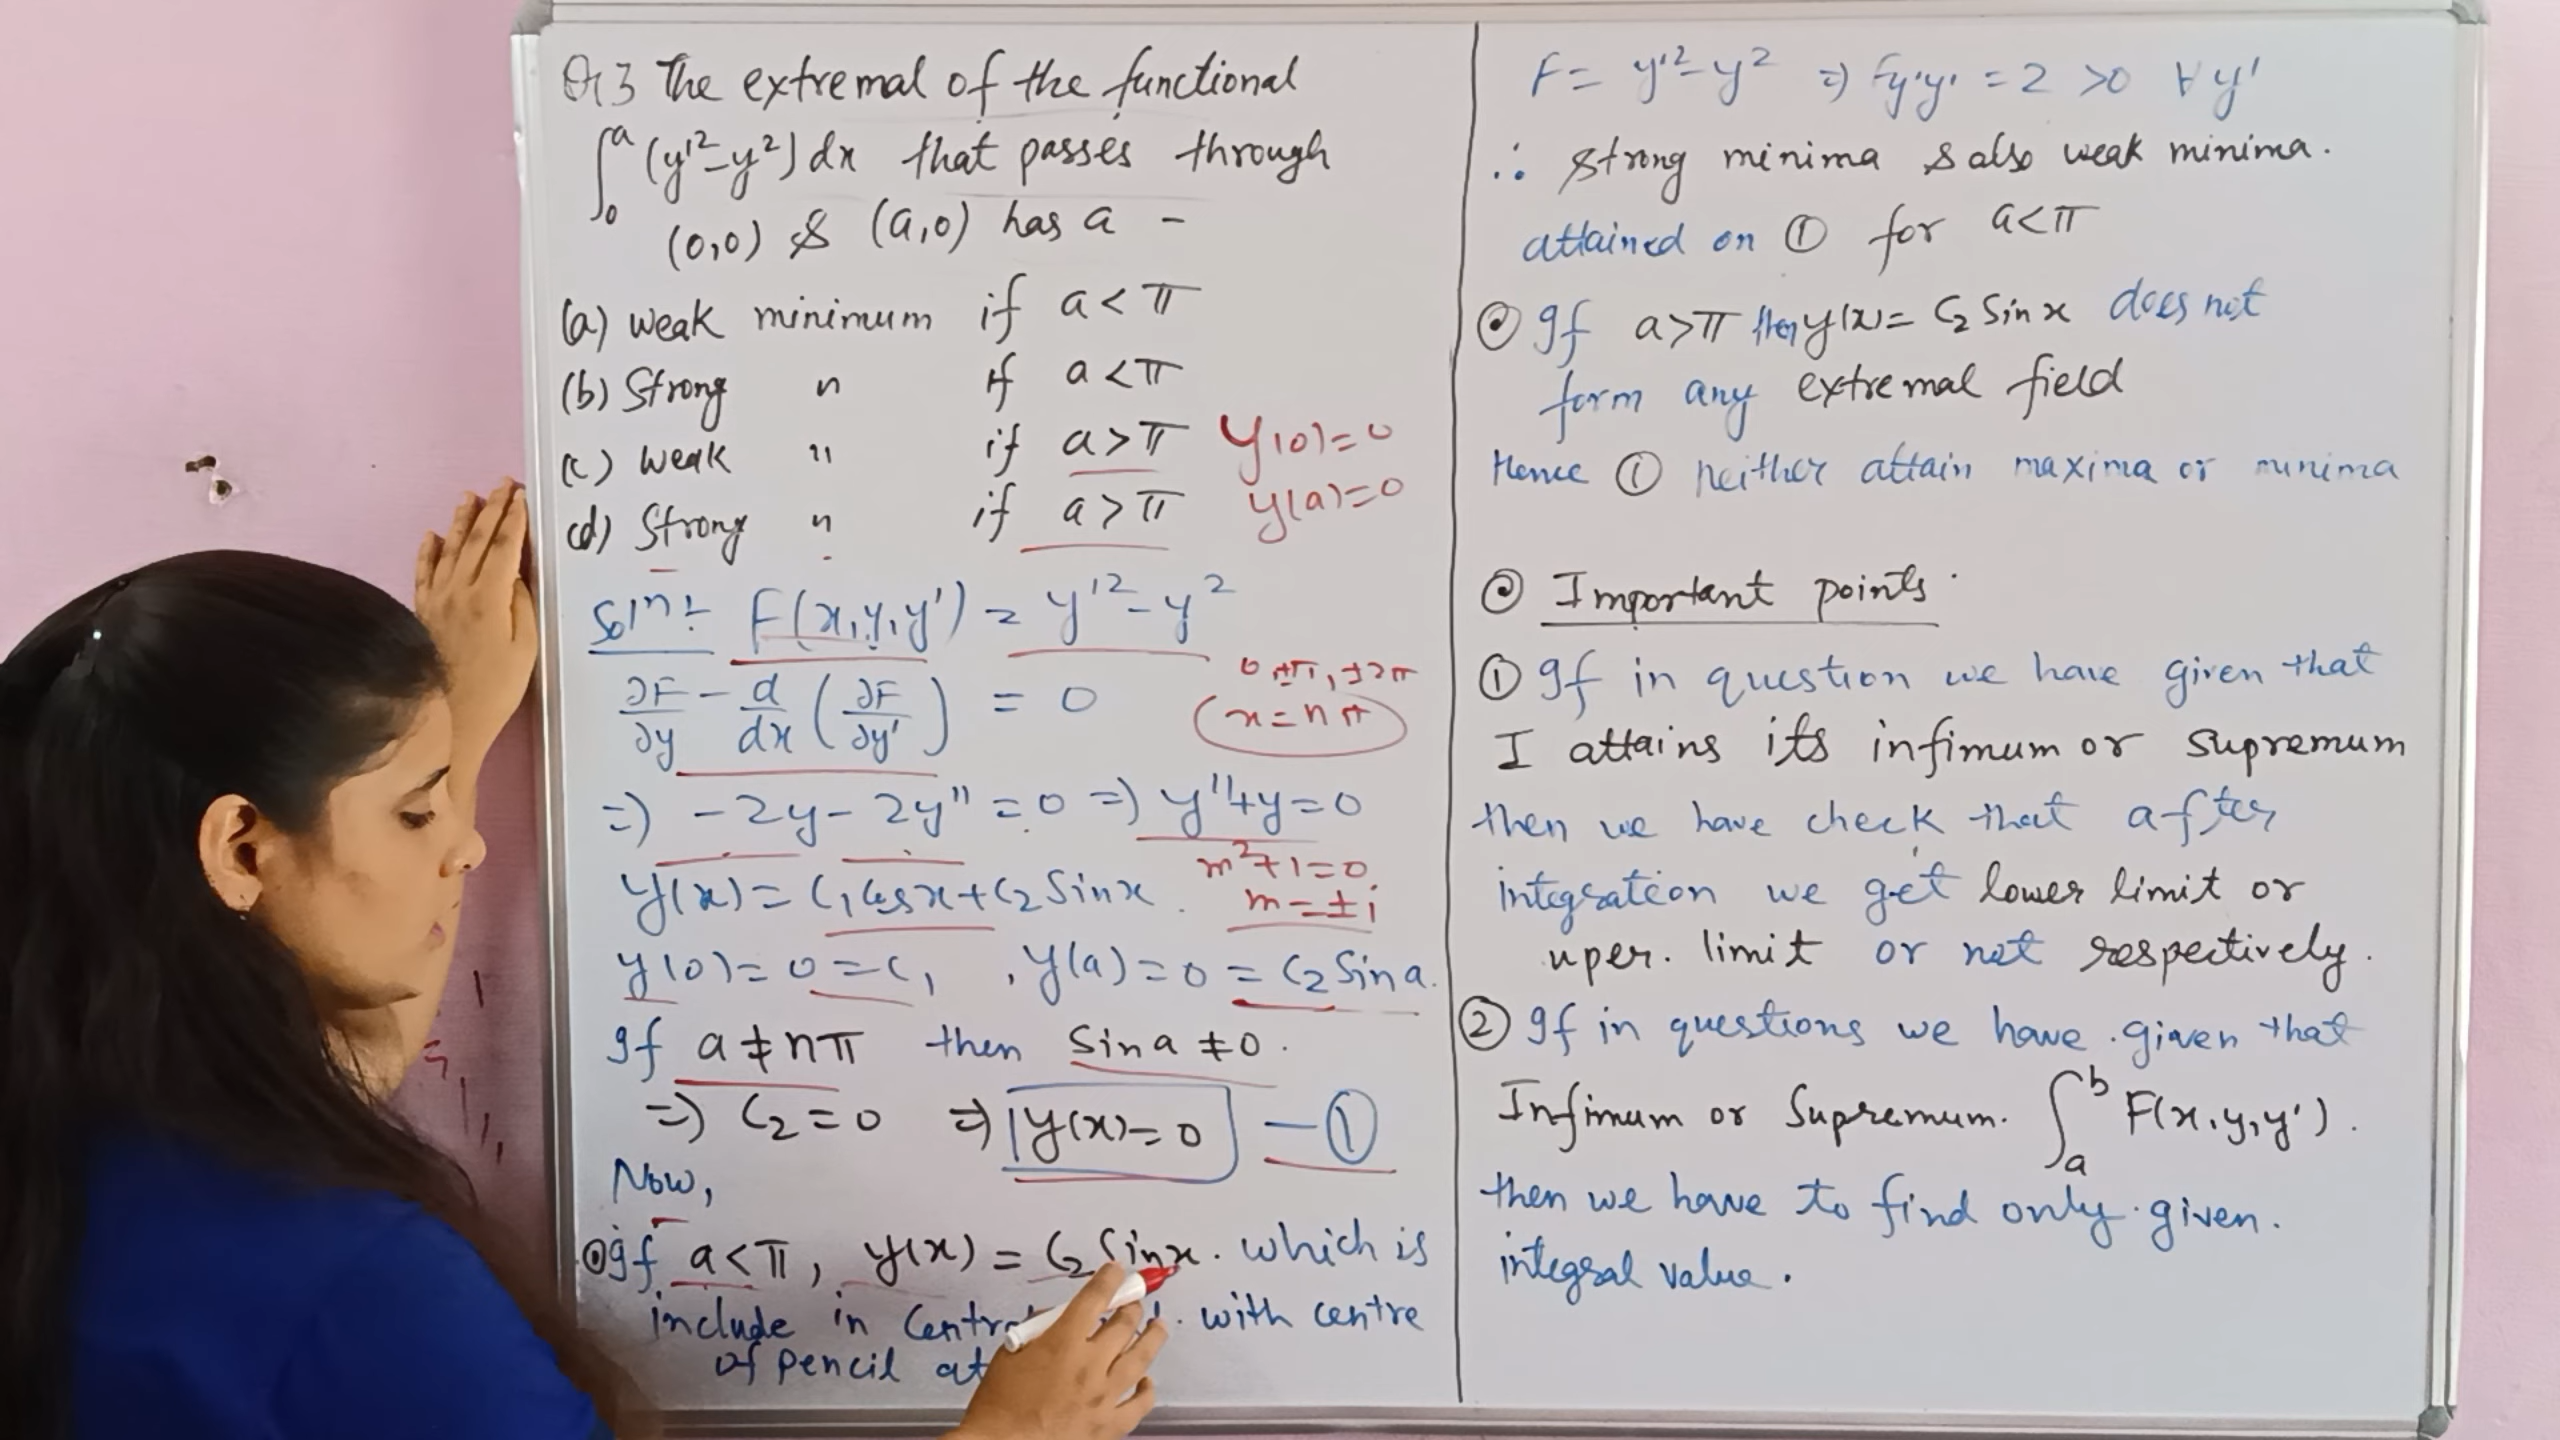 Q13 The extremal of the functional
∫₀ᵃ (y'²-y²) dx that passes through
(0,0) & (a,0) has a -
(a) weak minimum if a < π
(b) Strong " if a < π
(c) Weak " if a > π
(d) Strong " if a > π
y(0)=0
y(a)=0
Soln:- F(x,y,y') = y'² - y²
∂F/∂y - d/dx (∂F/∂y') = 0
0 ±π, ±2π
x = nπ
=) -2y - 2y" = 0 =) y"+y=0
m²+1=0
m=±i
y(x) = C₁ Cosx + C₂ Sinx.
y(0) = 0 = C₁ , y(a) = 0 = C₂ Sin a.
If a ≠ nπ then Sin a ≠ 0.
=) C₂ = 0 =) y(x) = 0 - ①
Now,
If a < π, y(x) = C₂ Sinx. which is
include in with centre
of pencil at
F = y'² - y² =) Fy'y' = 2 > 0 ∀ y'
∴ Strong minima & also weak minima.
attained on ① for a < π
If a > π then y(x) = C₂ Sin x does not
form any extremal field
Hence ① neither attain maxima or minima
Important points.
① If in question we have given that
I attains its infimum or supremum
then we have check that after
integration we get lower limit or
uper. limit or not respectively.
② If in questions we have given that
Infimum or Supremum. ∫ₐᵇ F(x,y,y').
then we have to find only given.
integral value.